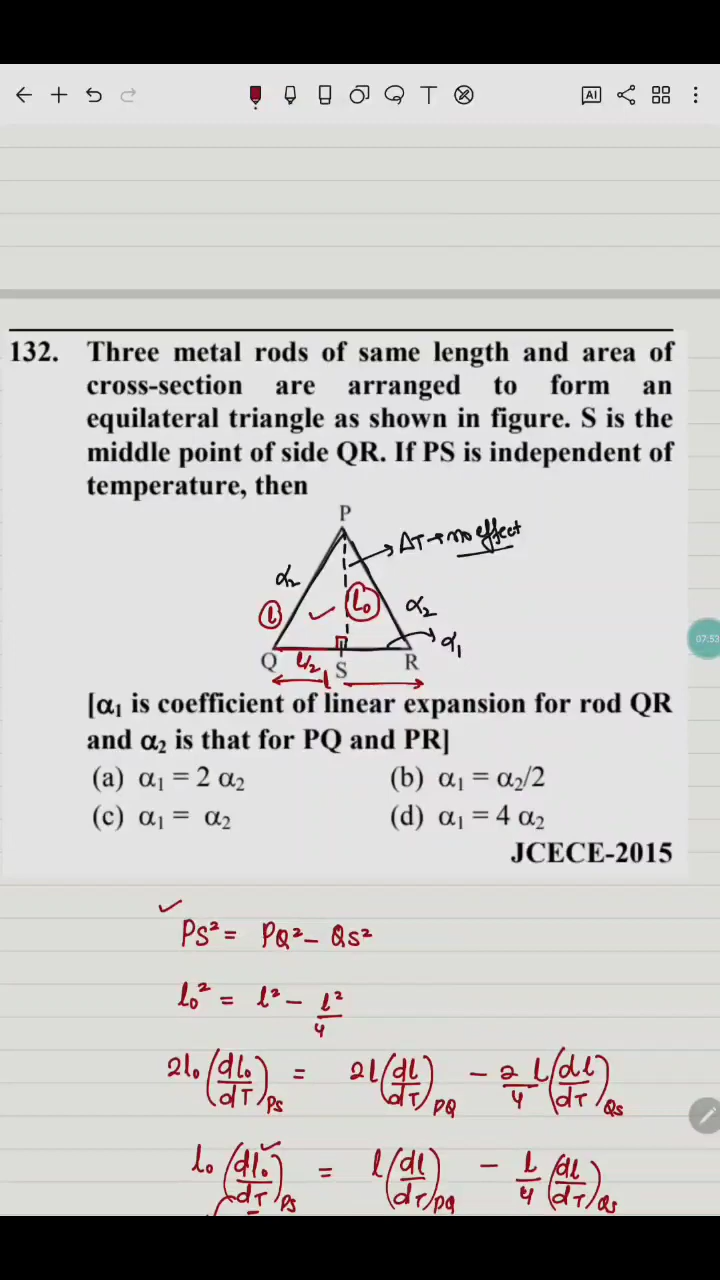 AI
132. Three metal rods of same length and area of
cross-section are arranged to form an
equilateral triangle as shown in figure. S is the
middle point of side QR. If PS is independent of
temperature, then
P
ΔT → no effect
α₂
l
l₀
α₂
α₁
Q
l/2
S
R
l
07:53
[α₁ is coefficient of linear expansion for rod QR
and α₂ is that for PQ and PR]
(a) α₁ = 2 α₂ (b) α₁ = α₂/2
(c) α₁ = α₂ (d) α₁ = 4 α₂
JCECE-2015
PS² = PQ² – QS²
l₀² = l² – l²/4
2l₀ (dl₀/dT)PS = 2l (dl/dT)PQ – 2/4 l (dl/dT)QS
l₀ (dl₀/dT)PS = l (dl/dT)PQ – l/4 (dl/dT)QS